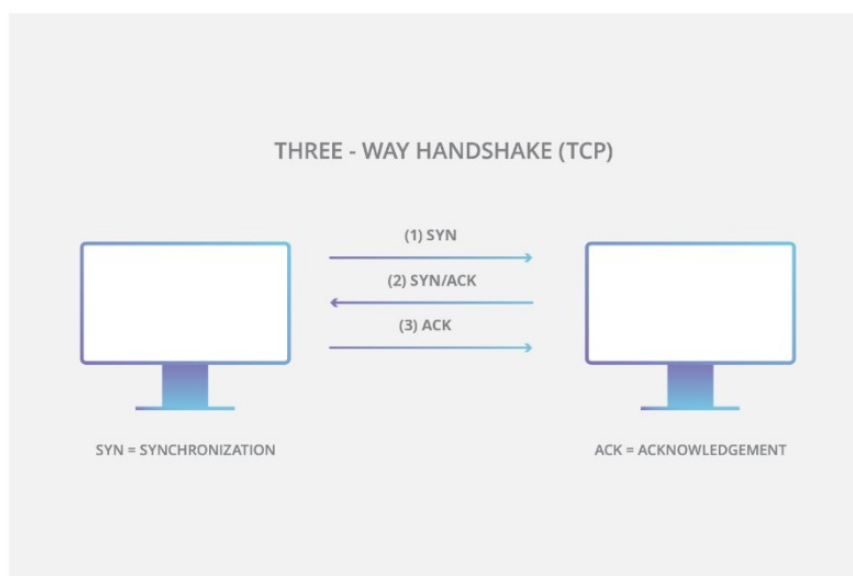 THREE - WAY HANDSHAKE (TCP)
(1) SYN
(2) SYN/ACK
(3) ACK
SYN = SYNCHRONIZATION
ACK = ACKNOWLEDGEMENT